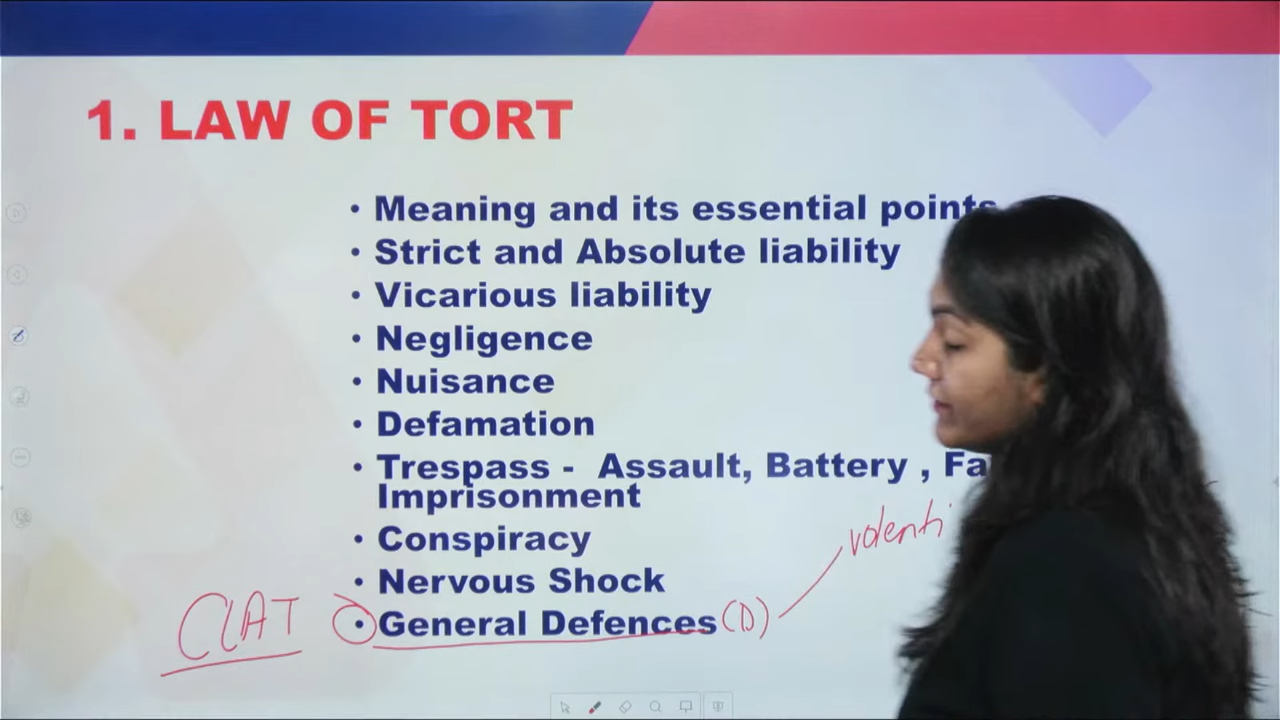 1. LAW OF TORT
• Meaning and its essential points
• Strict and Absolute liability
• Vicarious liability
• Negligence
• Nuisance
• Defamation
• Trespass - Assault, Battery , Fa
Imprisonment
volenti
• Conspiracy
• Nervous Shock
CLAT • General Defences (D)